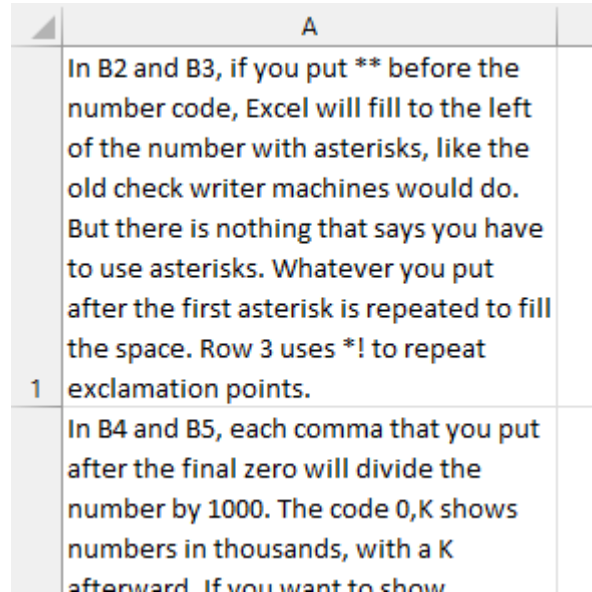 A
In B2 and B3, if you put ** before the
number code, Excel will fill to the left
of the number with asterisks, like the
old check writer machines would do.
But there is nothing that says you have
to use asterisks. Whatever you put
after the first asterisk is repeated to fill
the space. Row 3 uses *! to repeat
1 exclamation points.
In B4 and B5, each comma that you put
after the final zero will divide the
number by 1000. The code 0,K shows
numbers in thousands, with a K
afterward. If you want to show